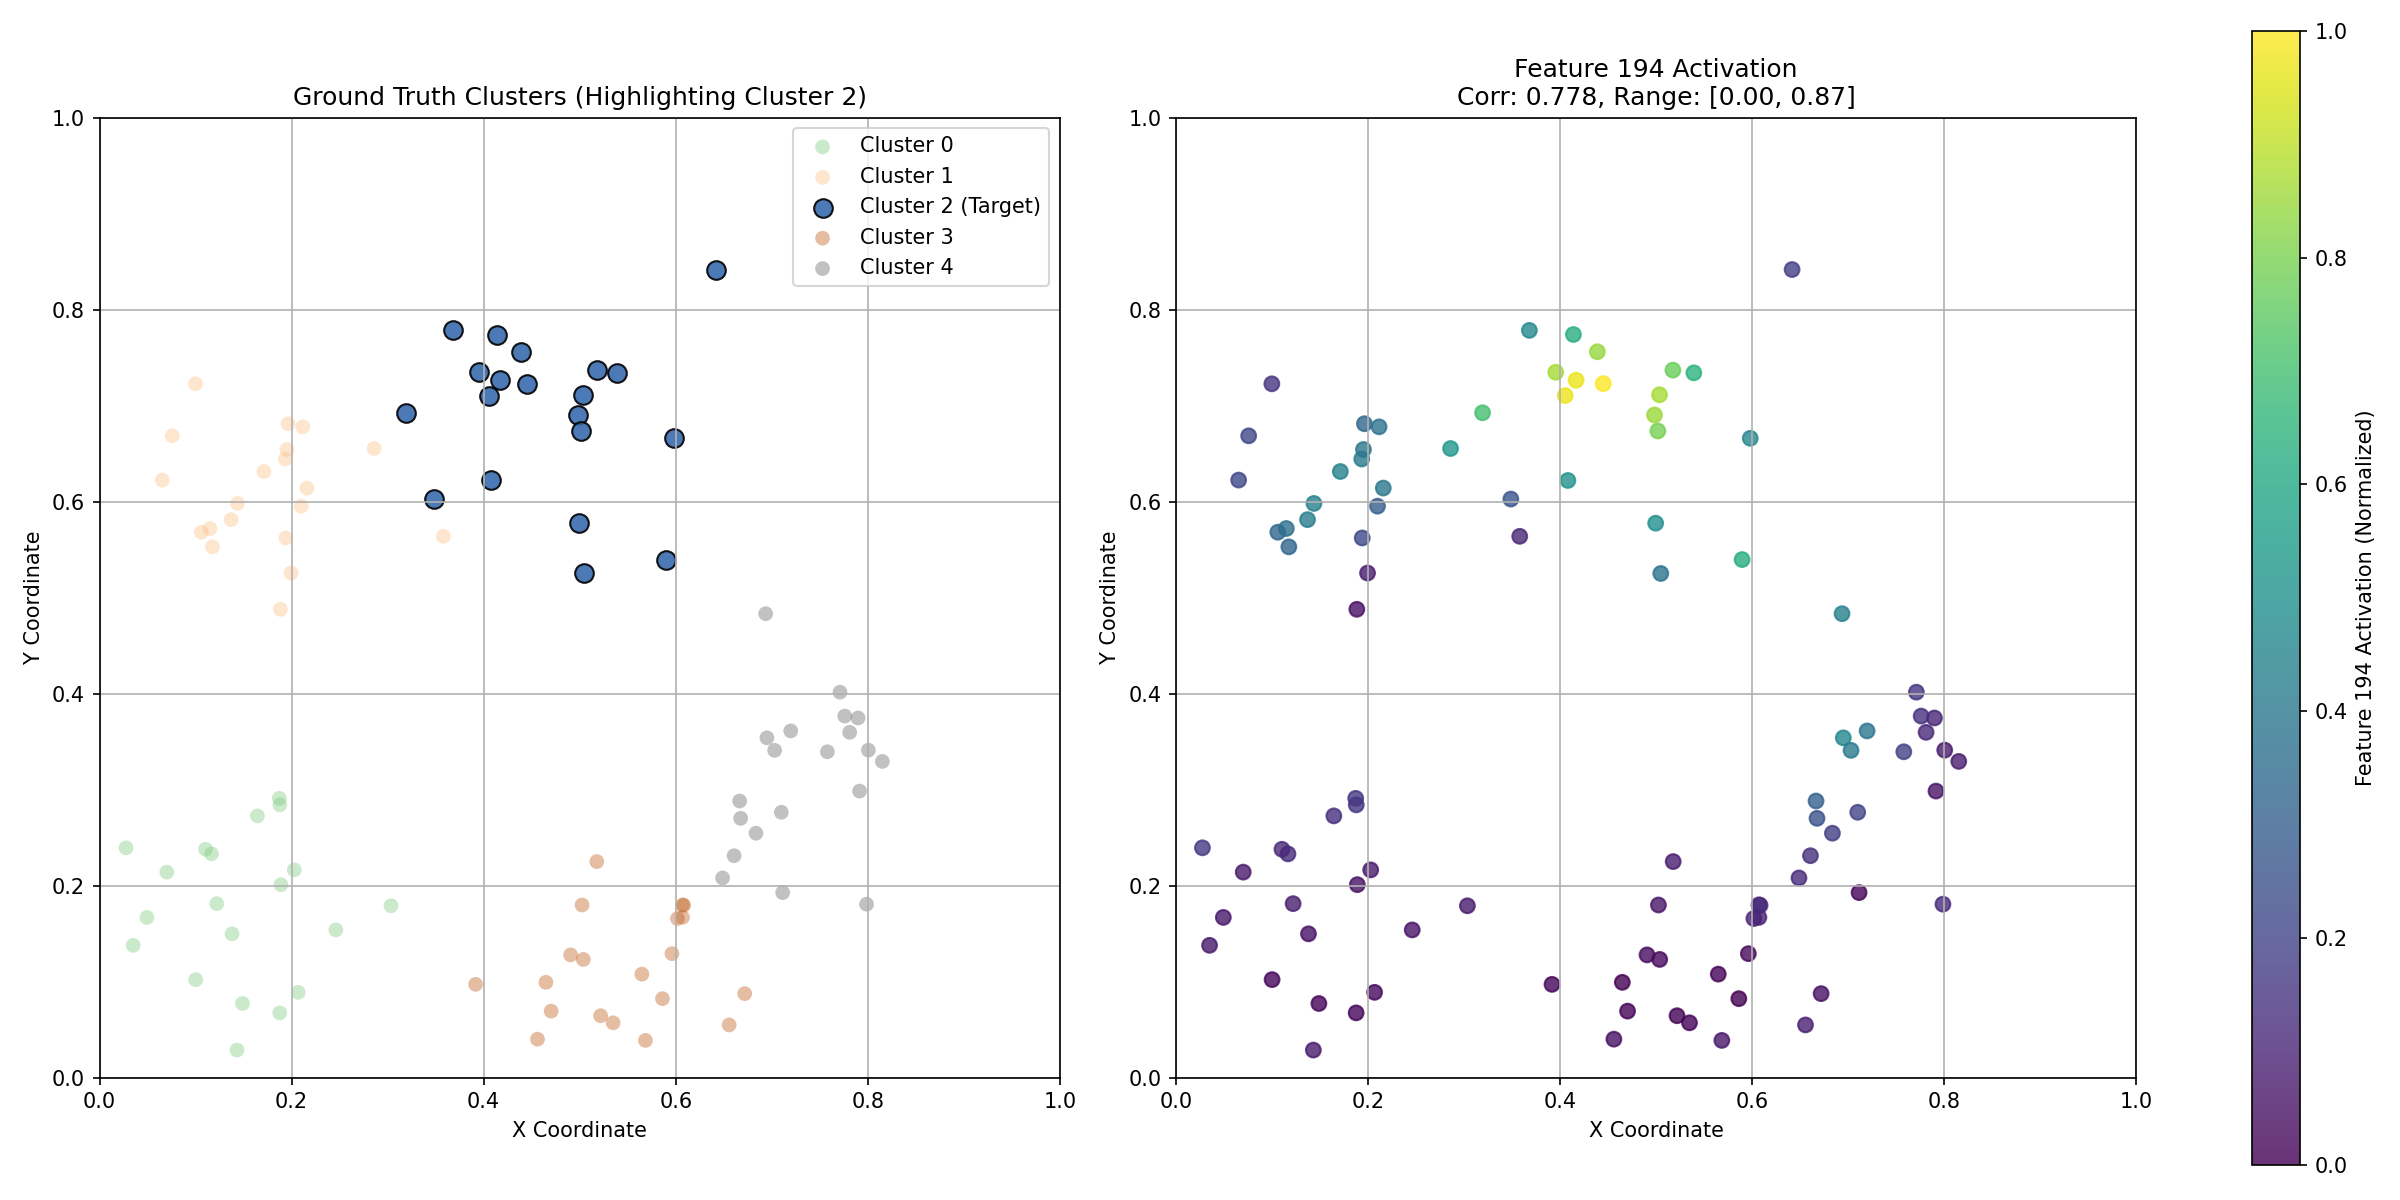 Ground Truth Clusters (Highlighting Cluster 2)
Cluster 0
Cluster 1
Cluster 2 (Target)
Cluster 3
Cluster 4
1.0
0.8
0.6
0.4
0.2
0.0
Y Coordinate
0.0 0.2 0.4 0.6 0.8 1.0
X Coordinate
Feature 194 Activation
Corr: 0.778, Range: [0.00, 0.87]
1.0
0.8
0.6
0.4
0.2
0.0
Y Coordinate
0.0 0.2 0.4 0.6 0.8 1.0
X Coordinate
1.0
0.8
0.6
0.4
0.2
0.0
Feature 194 Activation (Normalized)